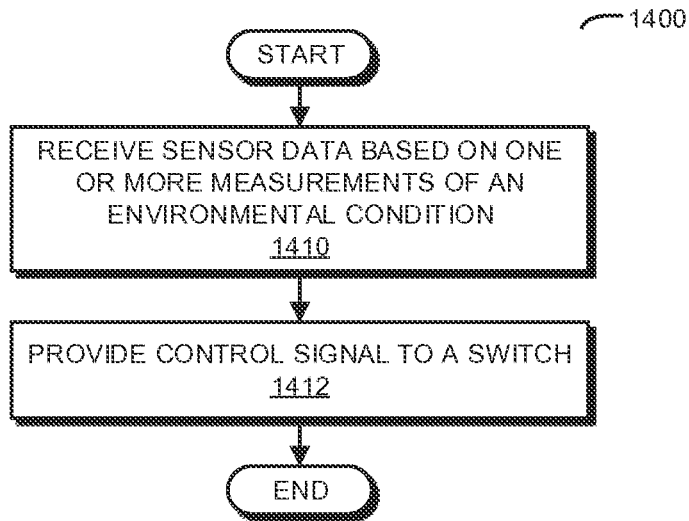 1400
START
RECEIVE SENSOR DATA BASED ON ONE
OR MORE MEASUREMENTS OF AN
ENVIRONMENTAL CONDITION
1410
PROVIDE CONTROL SIGNAL TO A SWITCH
1412
END